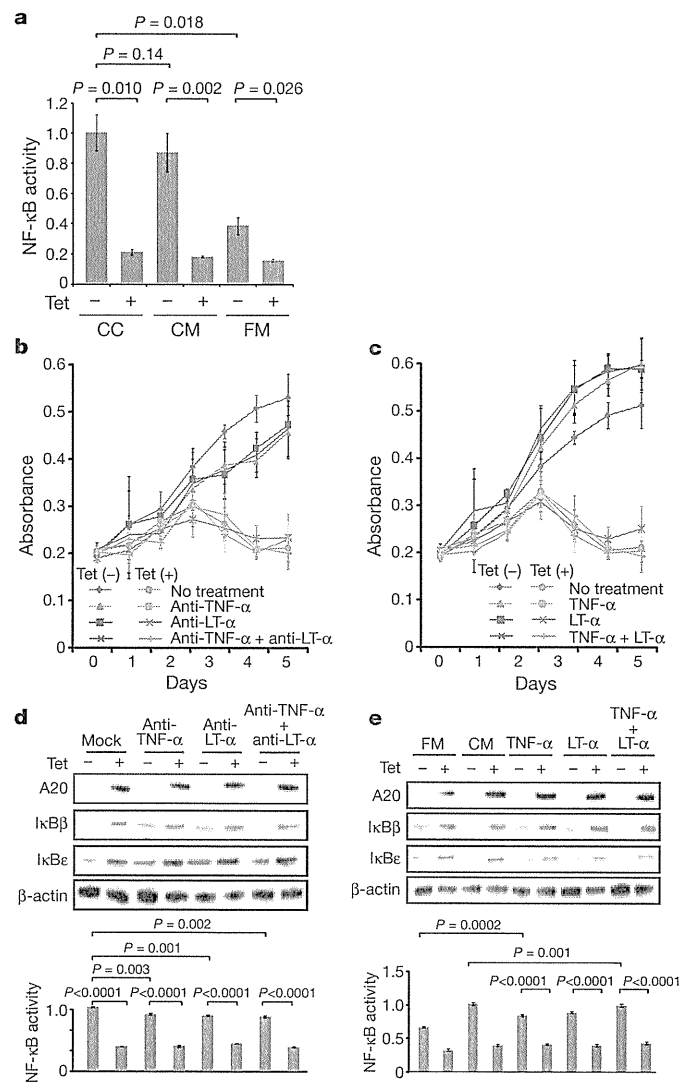 a
P = 0.018
P = 0.14
P = 0.010 P = 0.002 P = 0.026
NF-κB activity
1.2
1.0
0.8
0.6
0.4
0.2
0
Tet − + − + − +
CC CM FM
b
Absorbance
0.6
0.5
0.4
0.3
0.2
0.1
0
Tet (−) Tet (+)
No treatment
Anti-TNF-α
Anti-LT-α
Anti-TNF-α + anti-LT-α
0 1 2 3 4 5
Days
c
Absorbance
0.6
0.5
0.4
0.3
0.2
0.1
0
Tet (−) Tet (+)
No treatment
TNF-α
LT-α
TNF-α + LT-α
0 1 2 3 4 5
Days
d
Mock Anti-TNF-α Anti-LT-α Anti-TNF-α + anti-LT-α
Tet − + − + − + − +
A20
IκBβ
IκBε
β-actin
P = 0.002
P = 0.001
P = 0.003
P<0.0001 P<0.0001 P<0.0001 P<0.0001
NF-κB activity
1.0
0
e
FM CM TNF-α LT-α TNF-α + LT-α
Tet − + − + − + − + − +
A20
IκBβ
IκBε
β-actin
P = 0.0002
P = 0.001
P<0.0001 P<0.0001 P<0.0001
NF-κB activity
1.5
1.0
0.5
0